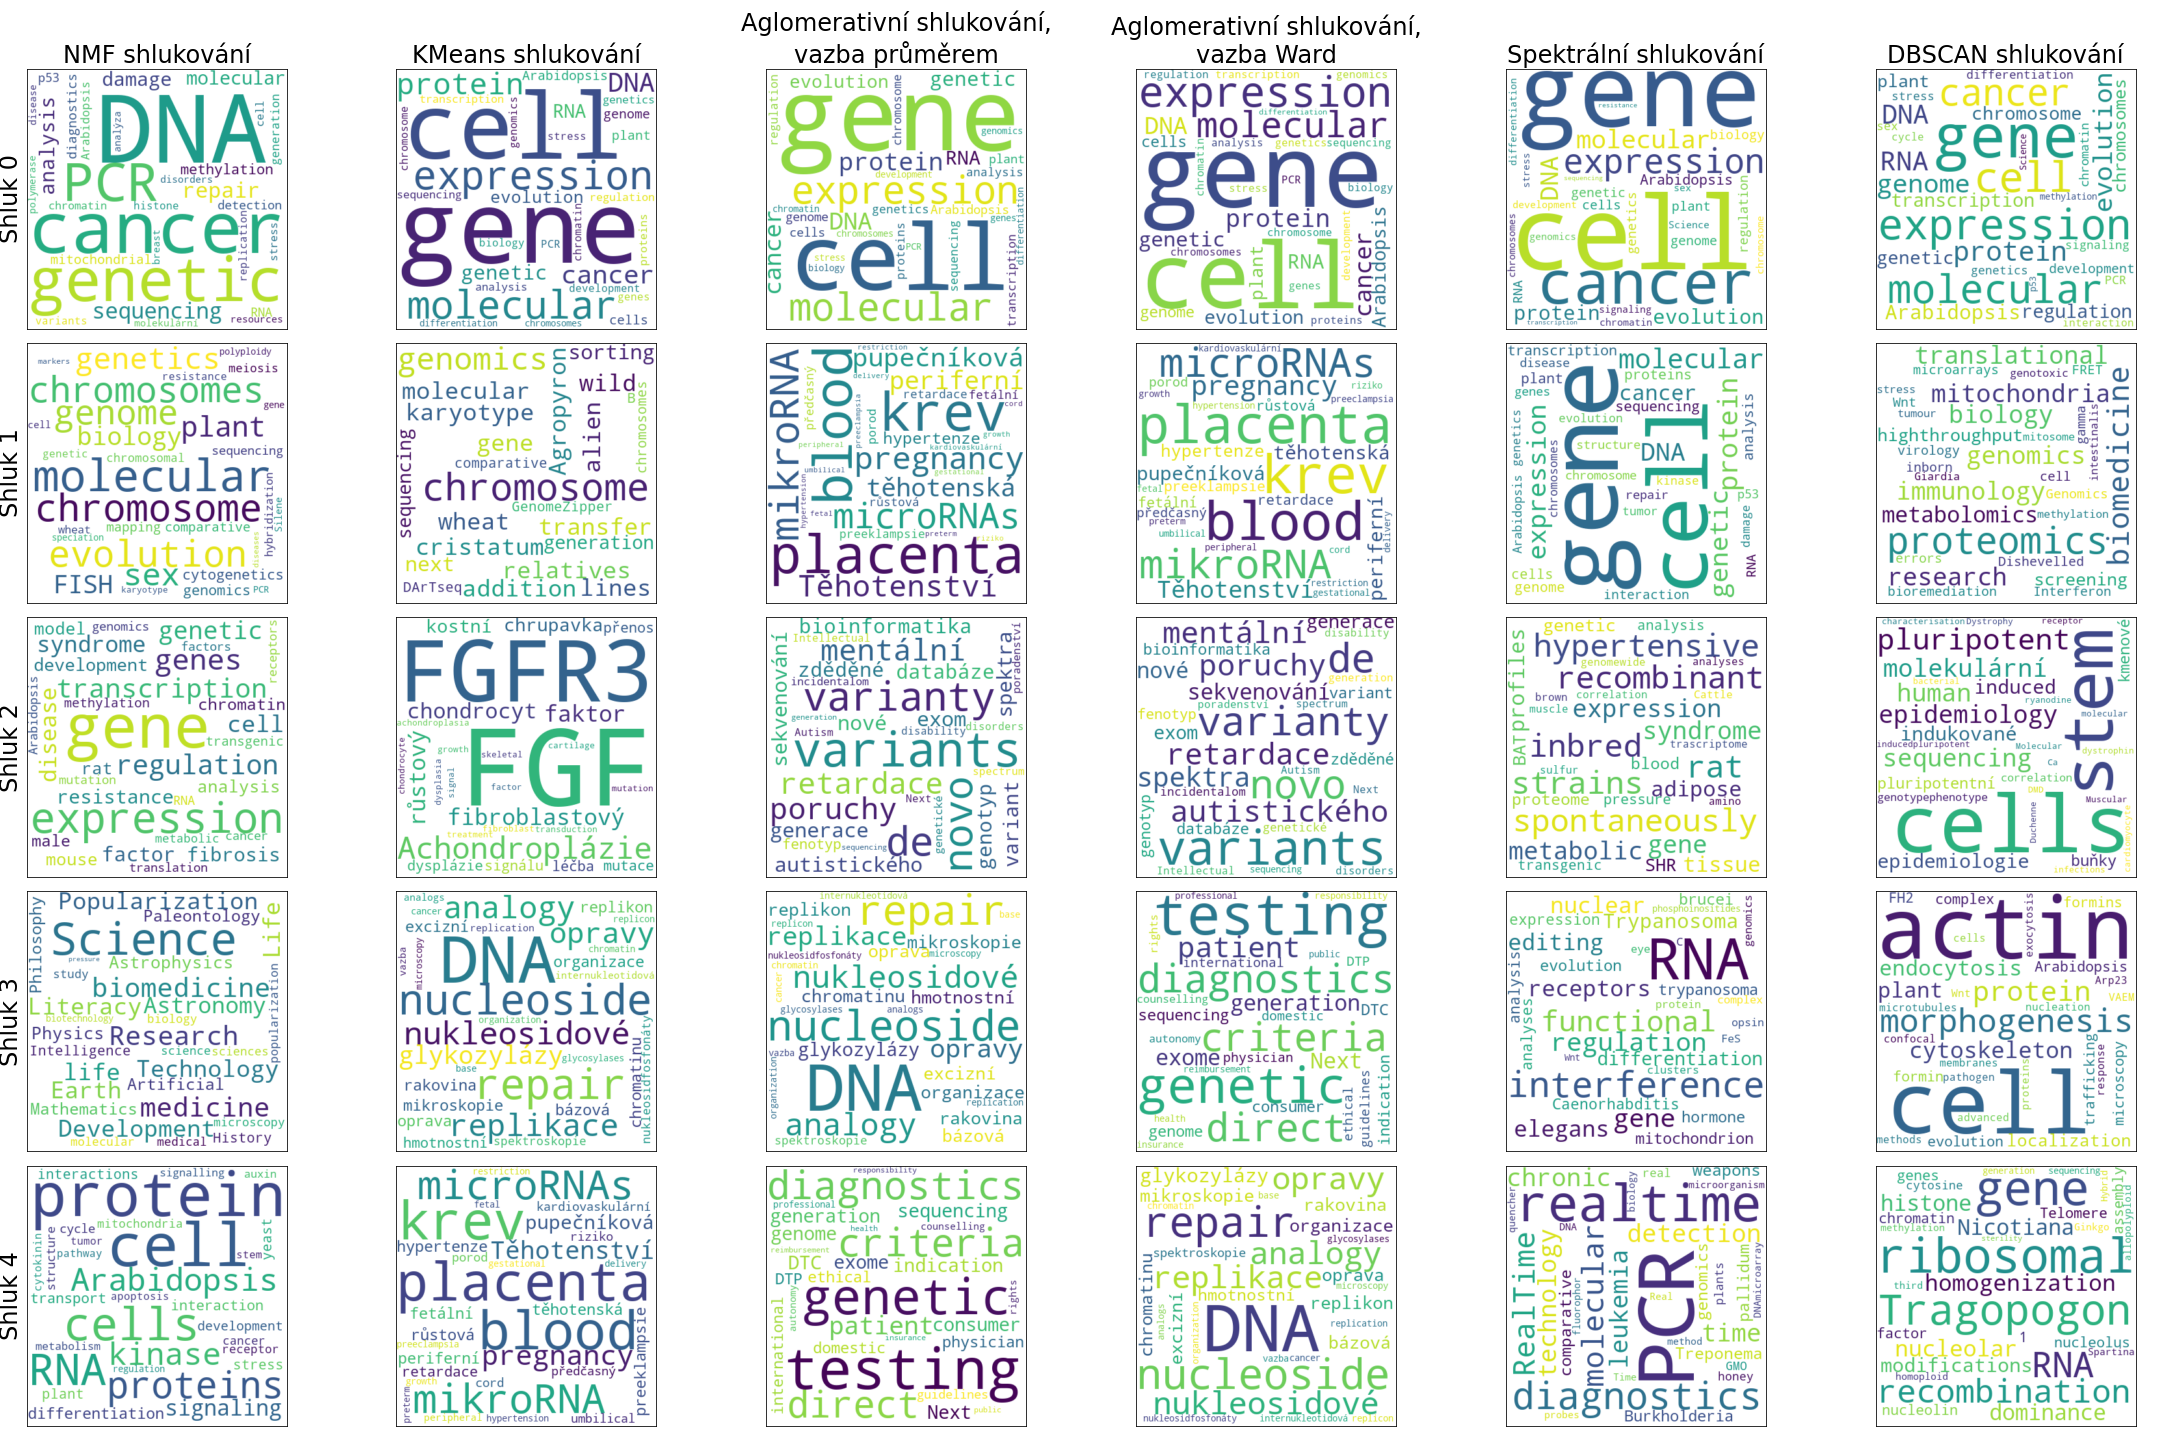 Aglomerativní shlukování, Aglomerativní shlukování,
NMF shlukování KMeans shlukování vazba průměrem vazba Ward Spektrální shlukování DBSCAN shlukování
Shluk 0
p53 damage molecular
disease analysis diagnostics Arabidopsis analýza DNA cell generation
polymerase PCR methylation
disorders repair
chromatin histone detection
cancer
mitochondrial breast replication stress
genetic
sequencing RNA
variants molekulární resources
protein Arabidopsis DNA
transcription genetics
cell RNA genome
chromosome genomics stress plant
expression
sequencing evolution regulation
gene
biology PCR chromatin proteins
genetic cancer
analysis development
molecular genes
differentiation chromosomes cells
evolution genetic
regulation gene chromosome genomics
protein RNA plant
development analysis
expression
chromatin genetics Arabidopsis
genome DNA genes
cells chromosomes differentiation
cancer cell proteins PCR sequencing
stress
biology
molecular transcription
regulation transcription genomics
expression
DNA differentiation
molecular
cells analysis genetics sequencing
chromatin gene PCR
stress biology
protein
genetic chromosome
chromosomes development
cell plant RNA cancer Arabidopsis
genes
genome evolution proteins
gene
differentiation resistance
molecular biology
stress DNA expression
sequencing Arabidopsis
genetic sex
development cells plant regulation
cell genetics Science
genomics genome chromosome
chromosomes cancer
RNA protein signaling evolution
transcription chromatin
plant differentiation
stress cancer evolution chromosomes
DNA chromosome
sex cycle gene Science chromatin
RNA
genome cell
transcription methylation
expression
genetic protein signaling
genetics development
molecular p53 PCR
Arabidopsis regulation
interaction
Shluk 1
markers genetics polyploidy
resistance meiosis
chromosomes
genome gene
cell biology plant
genetic chromosomal sequencing
molecular
chromosome hybridization Silene
wheat mapping comparative
speciation
evolution diseases
FISH sex cytogenetics
karyotype genomics PCR
genomics sorting
molecular wild
karyotype Agropyron alien B chromosomes
gene
sequencing comparative
chromosome
GenomeZipper
wheat transfer
cristatum generation
next relatives
DArTseq addition lines
restriction pupečníková
mikroRNA předčasný blood delivery periferní
retardace fetální
krev cord
preeclampsia porod hypertenze growth
peripheral kardiovaskulární
pregnancy
umbilical gestational
hypertension těhotenská
fetal růstová
microRNAs
preeklampsie preterm riziko
placenta
Těhotenství
kardiovaskulární
microRNAs
porod pregnancy riziko
growth retardace preeclampsia
hypertension růstová
placenta
hypertenze těhotenská
pupečníková krev
fetal preeklampsie
fetální retardace
předčasný blood periferní delivery
preterm
umbilical
peripheral cord
mikroRNA
Těhotenství restriction
gestational
transcription molecular
disease proteins
plant cancer
genes sequencing
Arabidopsis genetics expression evolution gene cell protein analysis
structure DNA
chromosomes chromosome kinase
repair p53
tumor genetic damage RNA
cells
genome interaction
translational
microarrays genotoxic FRET
stress mitochondria
Wnt
tumour biology gamma intestinalis biomedicine
highthroughput mitosome
virology genomics
inborn
Giardia cell
immunology Genomics
metabolomics methylation
proteomics
errors Dishevelled
research screening
bioremediation Interferon
Shluk 2
model genomics genetic
syndrome factors receptors
development genes
Arabidopsis transcription
methylation chromatin
disease gene cell
transgenic
rat regulation
mutation analysis
resistance RNA
expression
male metabolic cancer
mouse factor fibrosis
translation
kostní chrupavka přenos
FGFR3
chondrocyt faktor
achondroplasia
chondrocyte růstový growth skeletal cartilage
dysplasia signal FGF
factor mutation
fibroblastový
treatment fibroblast transduction
Achondroplázie
dysplázie signálu léčba mutace
bioinformatika
Intellectual
sekvenování mentální spektra poradenství
zděděné databáze
incidentalom
varianty
generation nové exom disorders
Autism disability
variants
retardace spectrum
poruchy Next novo genotyp variant
generace genetické
fenotyp sequencing de
autistického
mentální generace
disability
bioinformatika
nové poruchy de
generation
sekvenování variant
poradenství spectrum
fenotyp varianty
exom
retardace zděděné
spektra Autism
incidentalom novo Next
genotyp autistického
databáze genetické
variants
Intellectual sequencing disorders
genetic analysis
hypertensive
genomewide analyses
BAT profiles recombinant
brown correlation Cattle
muscle expression
syndrome
inbred trascriptome
sulfur blood rat
strains adipose
proteome pressure amino
spontaneously
metabolic gene
transgenic SHR tissue
characterisation Dystrophy receptor
pluripotent stem kmenové
molekulární
bacterial
human induced
ryanodine
epidemiology molecular
indukované
inducedpluripotent Molecular dystrophin
sequencing Ca
pluripotentní correlation
genotypephenotype DMD Muscular
cells Duchenne cardiomyocyte
epidemiologie buňky
infections
Shluk 3
Popularization
Philosophy Paleontology Life
Science
pressure
Astrophysics
study
biomedicine popularization
Literacy Astronomy
biotechnology biology
Physics Research
Intelligence science sciences
life Technology
Earth Artificial
Mathematics medicine
Development microscopy
molecular medical History
analogs analogy replikon
cancer replicon
excizní replication opravy
vazba microscopy DNA chromatin
organizace
internukleotidová
nucleoside
organization
nukleosidové
glykozylázy glycosylases
base
rakovina repair chromatinu nukleosidfosfonáty
mikroskopie bázová
oprava replikace
hmotnostní spektroskopie
internukleotidová
replikon repair base
replicon
replikace mikroskopie
nukleosidfosfonáty oprava microscopy
chromatin cancer nukleosidové
chromatinu hmotnostní
glycosylases analogs
nucleoside
vazba glykozylázy opravy
organization DNA excizní
organizace
replication
analogy rakovina
spektroskopie bázová
professional responsibility
testing
rights patient
international public DTP
diagnostics
counselling generation DTC
sequencing domestic
autonomy criteria
exome physician Next
reimbursement
genetic ethical guidelines indication
consumer
health
genome direct
insurance
nuclear brucei
phosphoinositides
expression Trypanosoma genomics
editing c
eye RNA
evolution
analysise receptors trypanosoma
protein complex
analyses functional opsin
regulation FeS
Wnt differentiation
clusters
interference
Caenorhabditis
gene hormone
elegans mitochondrion
FH2 complex formins
actin exocytosis
cells
endocytosis Arabidopsis
Arp23
plant Wnt protein VAEM
microtubules nucleation
morphogenesis
confocal
cytoskeleton trafficking response microscopy
membranes
formin pathogen proteins
cell
advanced
methods evolution localization
Shluk 4
interactions signalling auxin
protein
cytokinin structure cycle mitochondria yeast
tumor cell
pathway stem
Arabidopsis
transport apoptosis interaction
cells development
metabolism kinase cancer
receptor
RNA regulation stress
plant proteins
differentiation signaling
restriction
microRNAs
fetal kardiovaskulární
krev pupečníková
riziko
hypertenze Těhotenství
porod gestational delivery
placenta
fetální těhotenská
růstová blood preeklampsie
preeclampsia
periferní pregnancy
retardace předčasný
growth cord
preterm mikroRNA
peripheral hypertension umbilical
responsibility
diagnostics
professional sequencing
generation counselling
genome health
reimbursement criteria
DTC exome indication
DTP ethical
international autonomy genetic rights
patient consumer
insurance
domestic physician
testing
direct guidelines
Next public
glykozylázy opravy
mikroskopie base
chromatin rakovina
repair organizace
glycosylases
spektroskopie analogy
chromatinu replikace oprava
microscopy
hmotnostní
analogs excizní organization DNA replikon
replication
bázová
vazba cancer
nucleoside
nukleosidové
nukleosidfosfonáty internukleotidová replicon
chronic biology real weapons
microorganism
quencher realtime
DNA detection
RealTime technology fluorophor molecular leukemia PCR genomics plants pallidum DNAmicroarray
Real
comparative method time
Treponema
GMO
Time honey
diagnostics
probes Burkholderia
genes generation sequencing Hybrid assembly allopolyploid
cytosine gene
histone
chromatin Telomere
methylation Nicotiana Ginkgo
sterility
ribosomal
third homogenization
Tragopogon
factor 1 nucleolus
nucleolar Spartina
modifications RNA
homoploid
recombination
nucleolin dominance